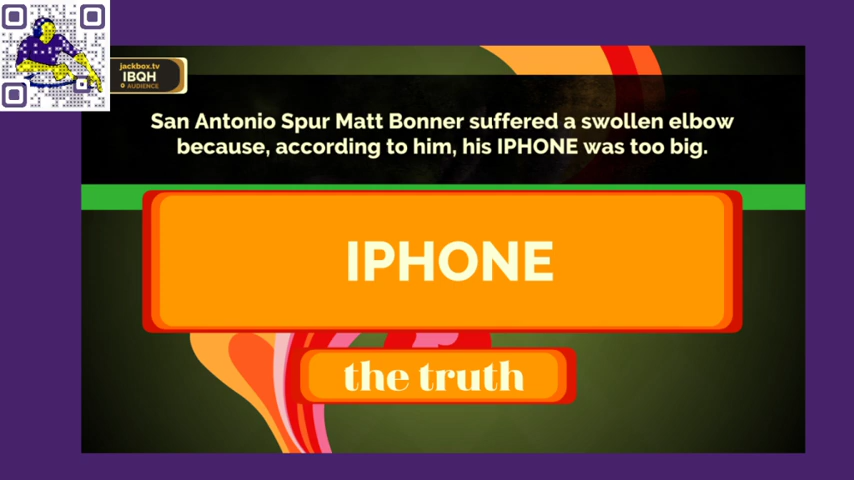 jackbox.tv
IBQH
AUDIENCE
San Antonio Spur Matt Bonner suffered a swollen elbow
because, according to him, his IPHONE was too big.
IPHONE
the truth